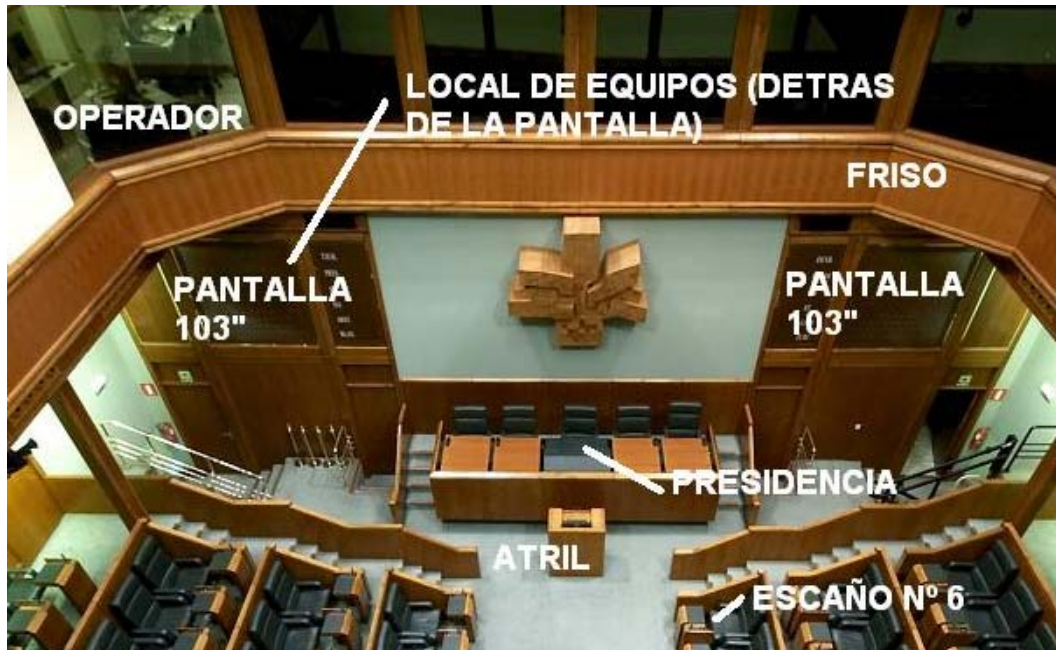 OPERADOR
LOCAL DE EQUIPOS (DETRAS
DE LA PANTALLA)
FRISO
PANTALLA
103"
PANTALLA
103"
PRESIDENCIA
ATRIL
ESCAÑO Nº 6